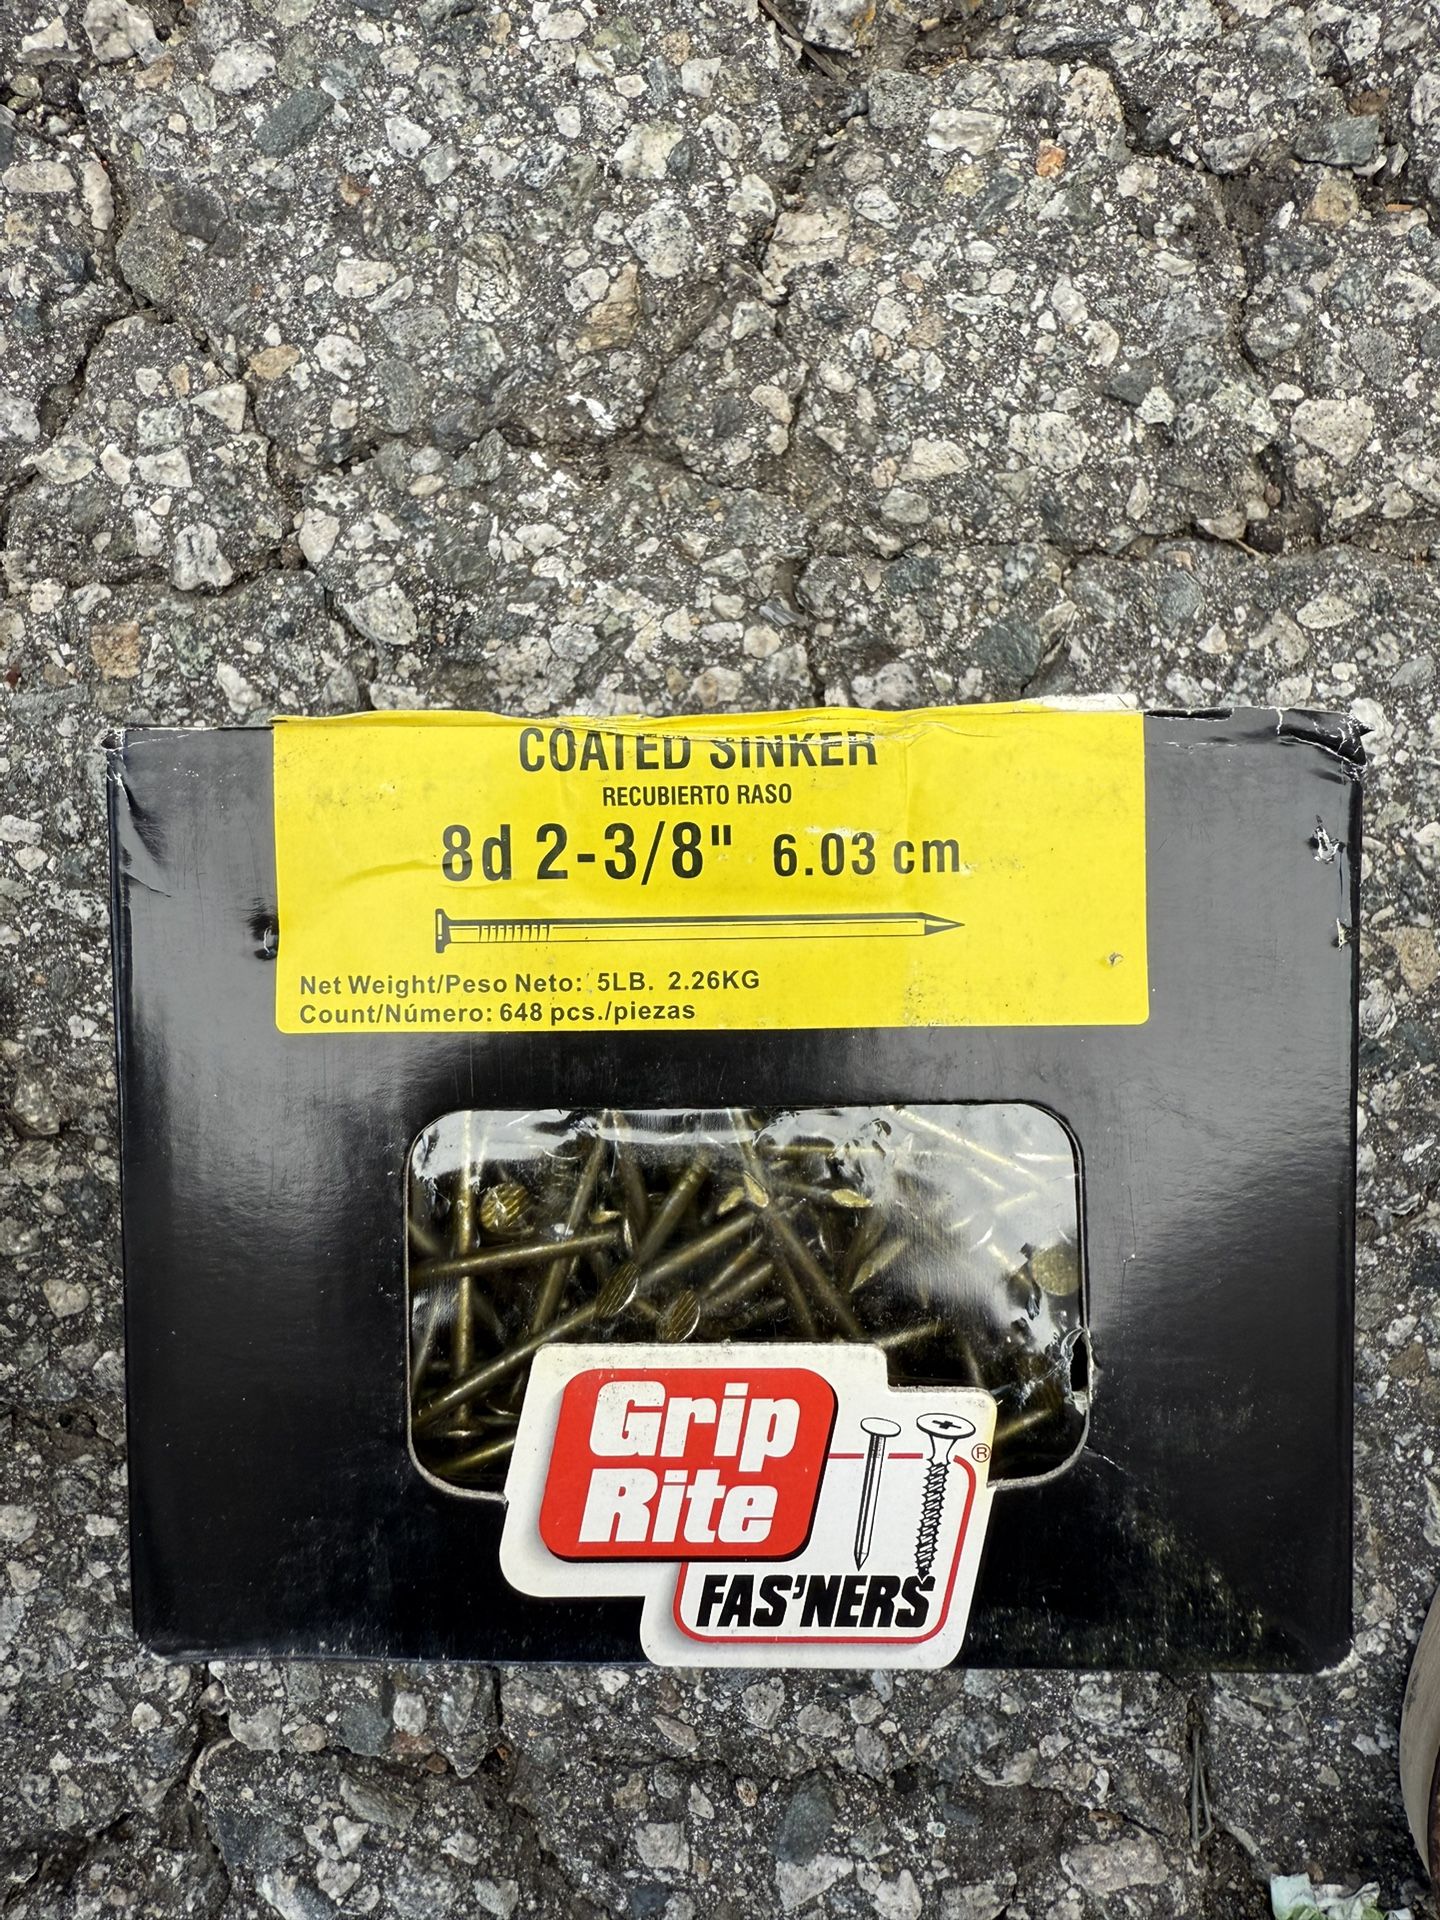 COATED SINKER
RECUBIERTO RASO
8d 2-3/8" 6.03 cm
Net Weight/Peso Neto: 5LB. 2.26KG
Count/Número: 648 pcs./piezas
Grip
Rite
®
FAS'NERS